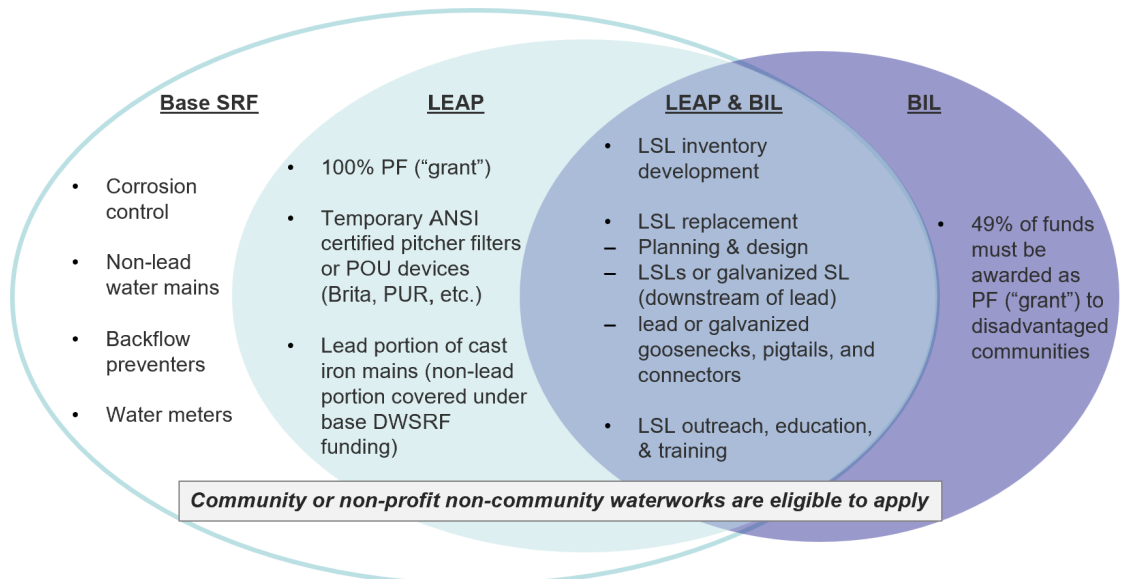 Base SRF
• Corrosion
control
• Non-lead
water mains
• Backflow
preventers
• Water meters
LEAP
• 100% PF (“grant”)
• Temporary ANSI
certified pitcher filters
or POU devices
(Brita, PUR, etc.)
• Lead portion of cast
iron mains (non-lead
portion covered under
base DWSRF
funding)
LEAP & BIL
• LSL inventory
development
• LSL replacement
– Planning & design
– LSLs or galvanized SL
(downstream of lead)
– lead or galvanized
goosenecks, pigtails, and
connectors
• LSL outreach, education,
& training
BIL
• 49% of funds
must be
awarded as
PF (“grant”) to
disadvantaged
communities
Community or non-profit non-community waterworks are eligible to apply